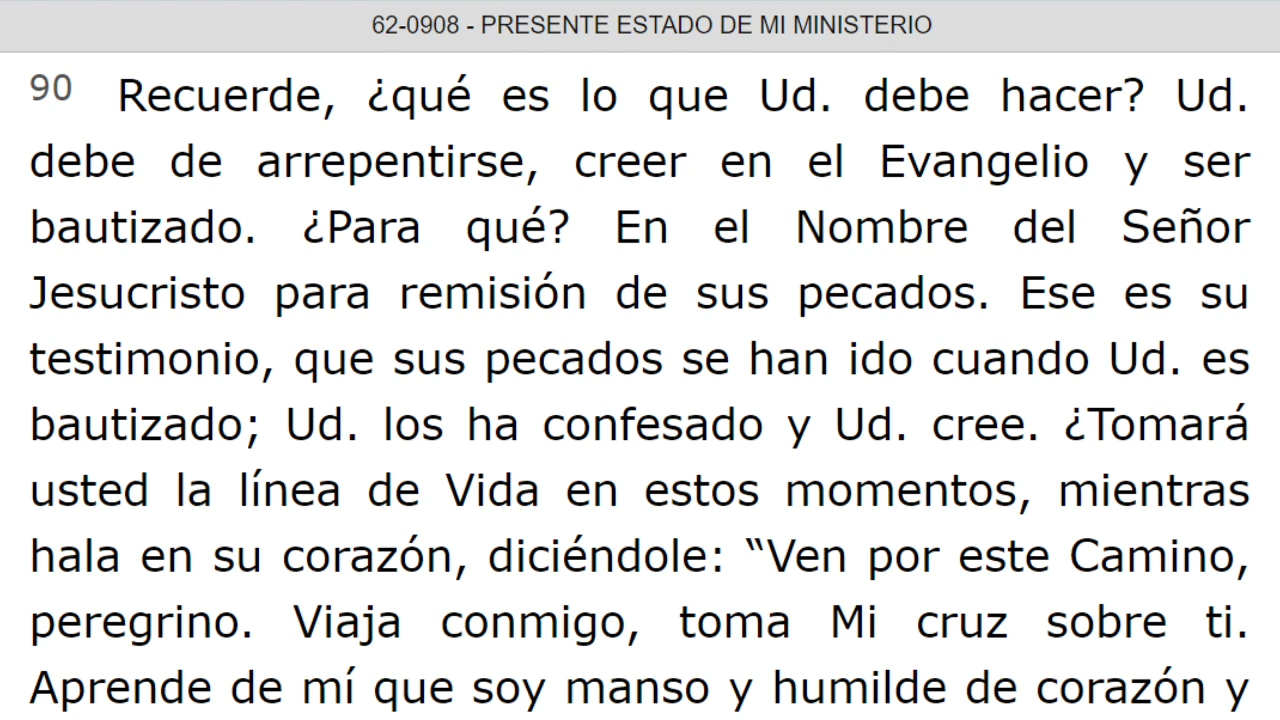 62-0908 - PRESENTE ESTADO DE MI MINISTERIO
90 Recuerde, ¿qué es lo que Ud. debe hacer? Ud.
debe de arrepentirse, creer en el Evangelio y ser
bautizado. ¿Para qué? En el Nombre del Señor
Jesucristo para remisión de sus pecados. Ese es su
testimonio, que sus pecados se han ido cuando Ud. es
bautizado; Ud. los ha confesado y Ud. cree. ¿Tomará
usted la línea de Vida en estos momentos, mientras
hala en su corazón, diciéndole: “Ven por este Camino,
peregrino. Viaja conmigo, toma Mi cruz sobre ti.
Aprende de mí que soy manso y humilde de corazón y